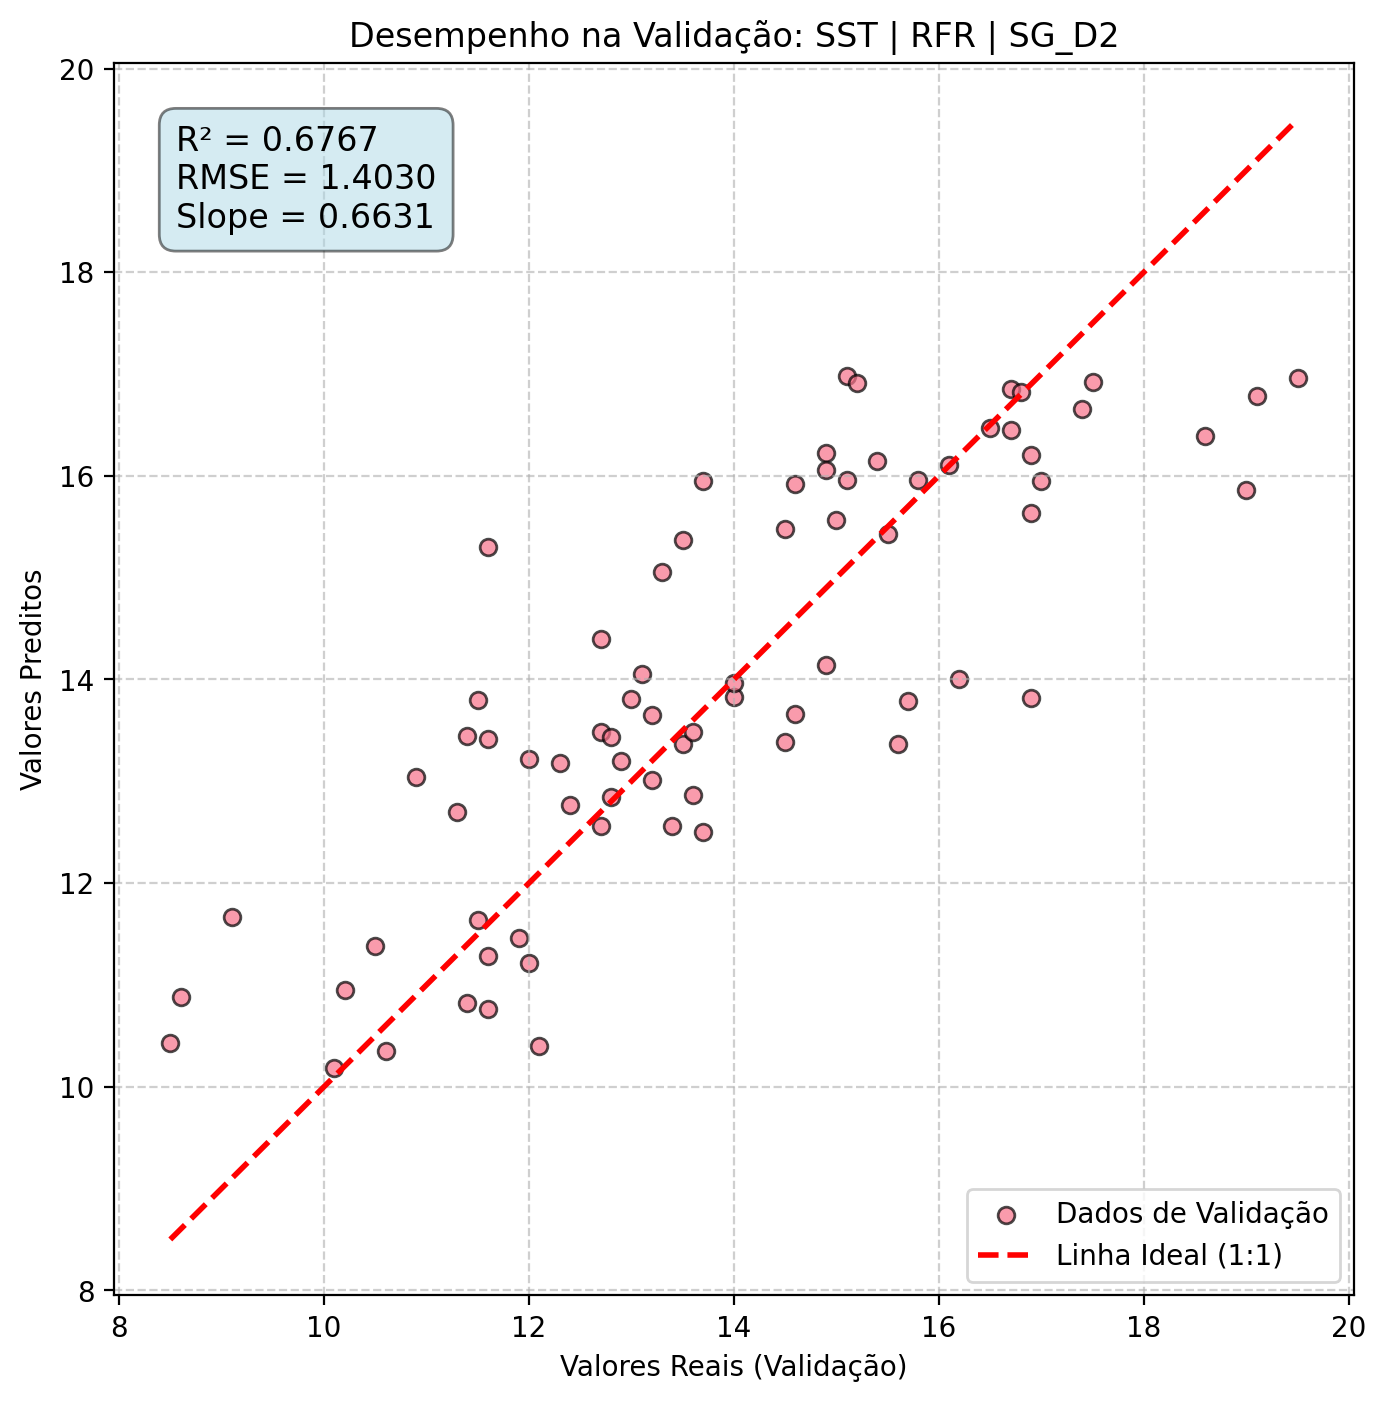 Desempenho na Validação: SST | RFR | SG_D2
R² = 0.6767
RMSE = 1.4030
Slope = 0.6631
20
18
16
14
12
10
8
Valores Preditos
Dados de Validação
Linha Ideal (1:1)
8 10 12 14 16 18 20
Valores Reais (Validação)